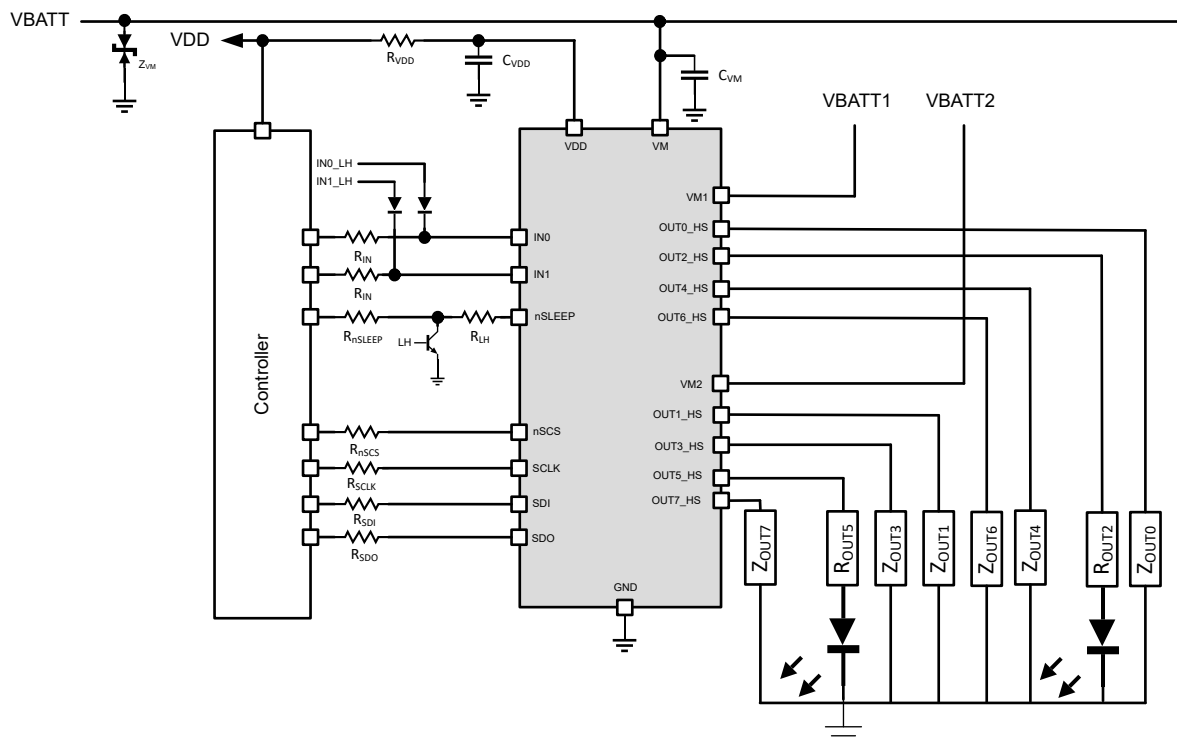 VBATT
VDD
ZVM
RVDD
CVDD
CVM
VBATT1
VBATT2
VDD
VM
IN0_LH
IN1_LH
VM1
OUT0_HS
RIN
IN0
OUT2_HS
RIN
IN1
OUT4_HS
RnSLEEP
LH
RLH
nSLEEP
OUT6_HS
Controller
VM2
OUT1_HS
RnSCS
nSCS
OUT3_HS
RSCLK
SCLK
OUT5_HS
RSDI
SDI
OUT7_HS
RSDO
SDO
ZOUT7
ROUT5
ZOUT3
ZOUT1
ZOUT6
ZOUT4
ROUT2
ZOUT0
GND